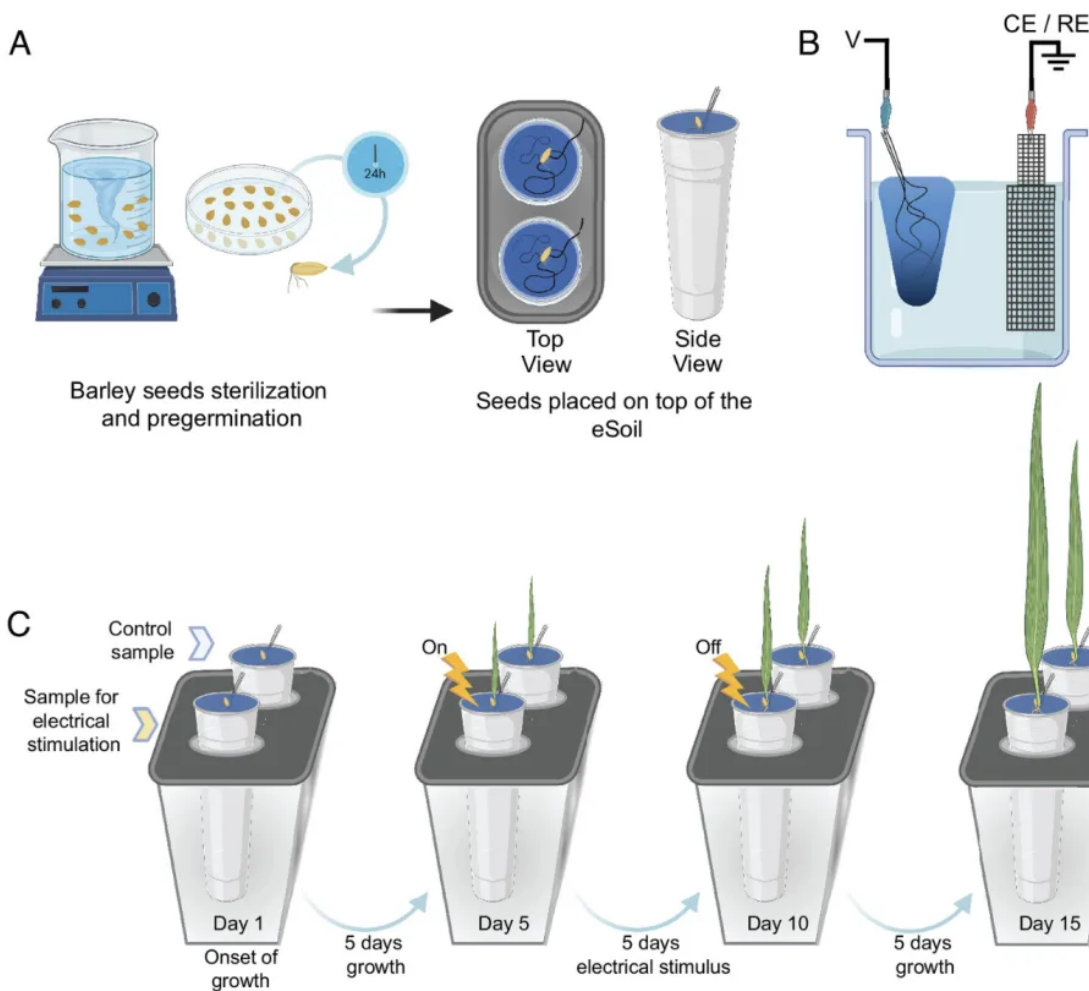 A
24h
Barley seeds sterilization
and pregermination
Top
View
Side
View
Seeds placed on top of the
eSoil
B
V
CE / RE
C
Control
sample
Sample for
electrical
stimulation
On
Off
Day 1
Day 5
Day 10
Day 15
Onset of
growth
5 days
growth
5 days
electrical stimulus
5 days
growth